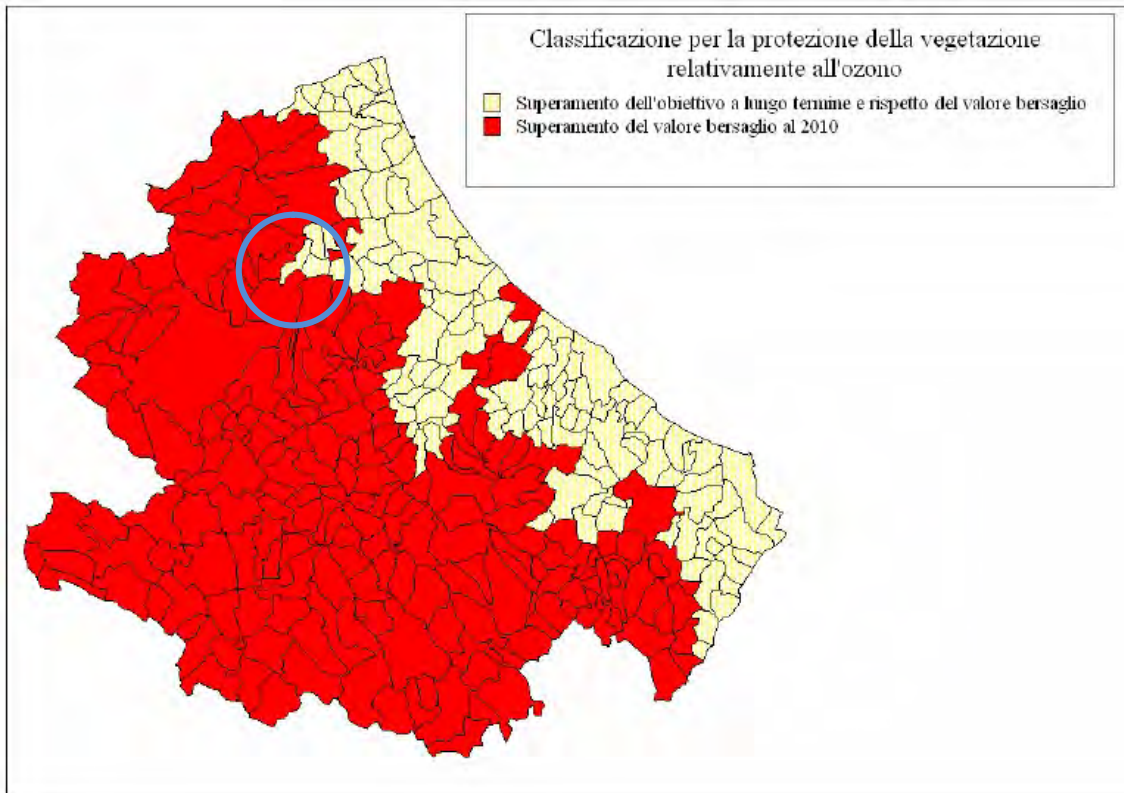 Classificazione per la protezione della vegetazione
relativamente all'ozono
Superamento dell'obiettivo a lungo termine e rispetto del valore bersaglio
Superamento del valore bersaglio al 2010